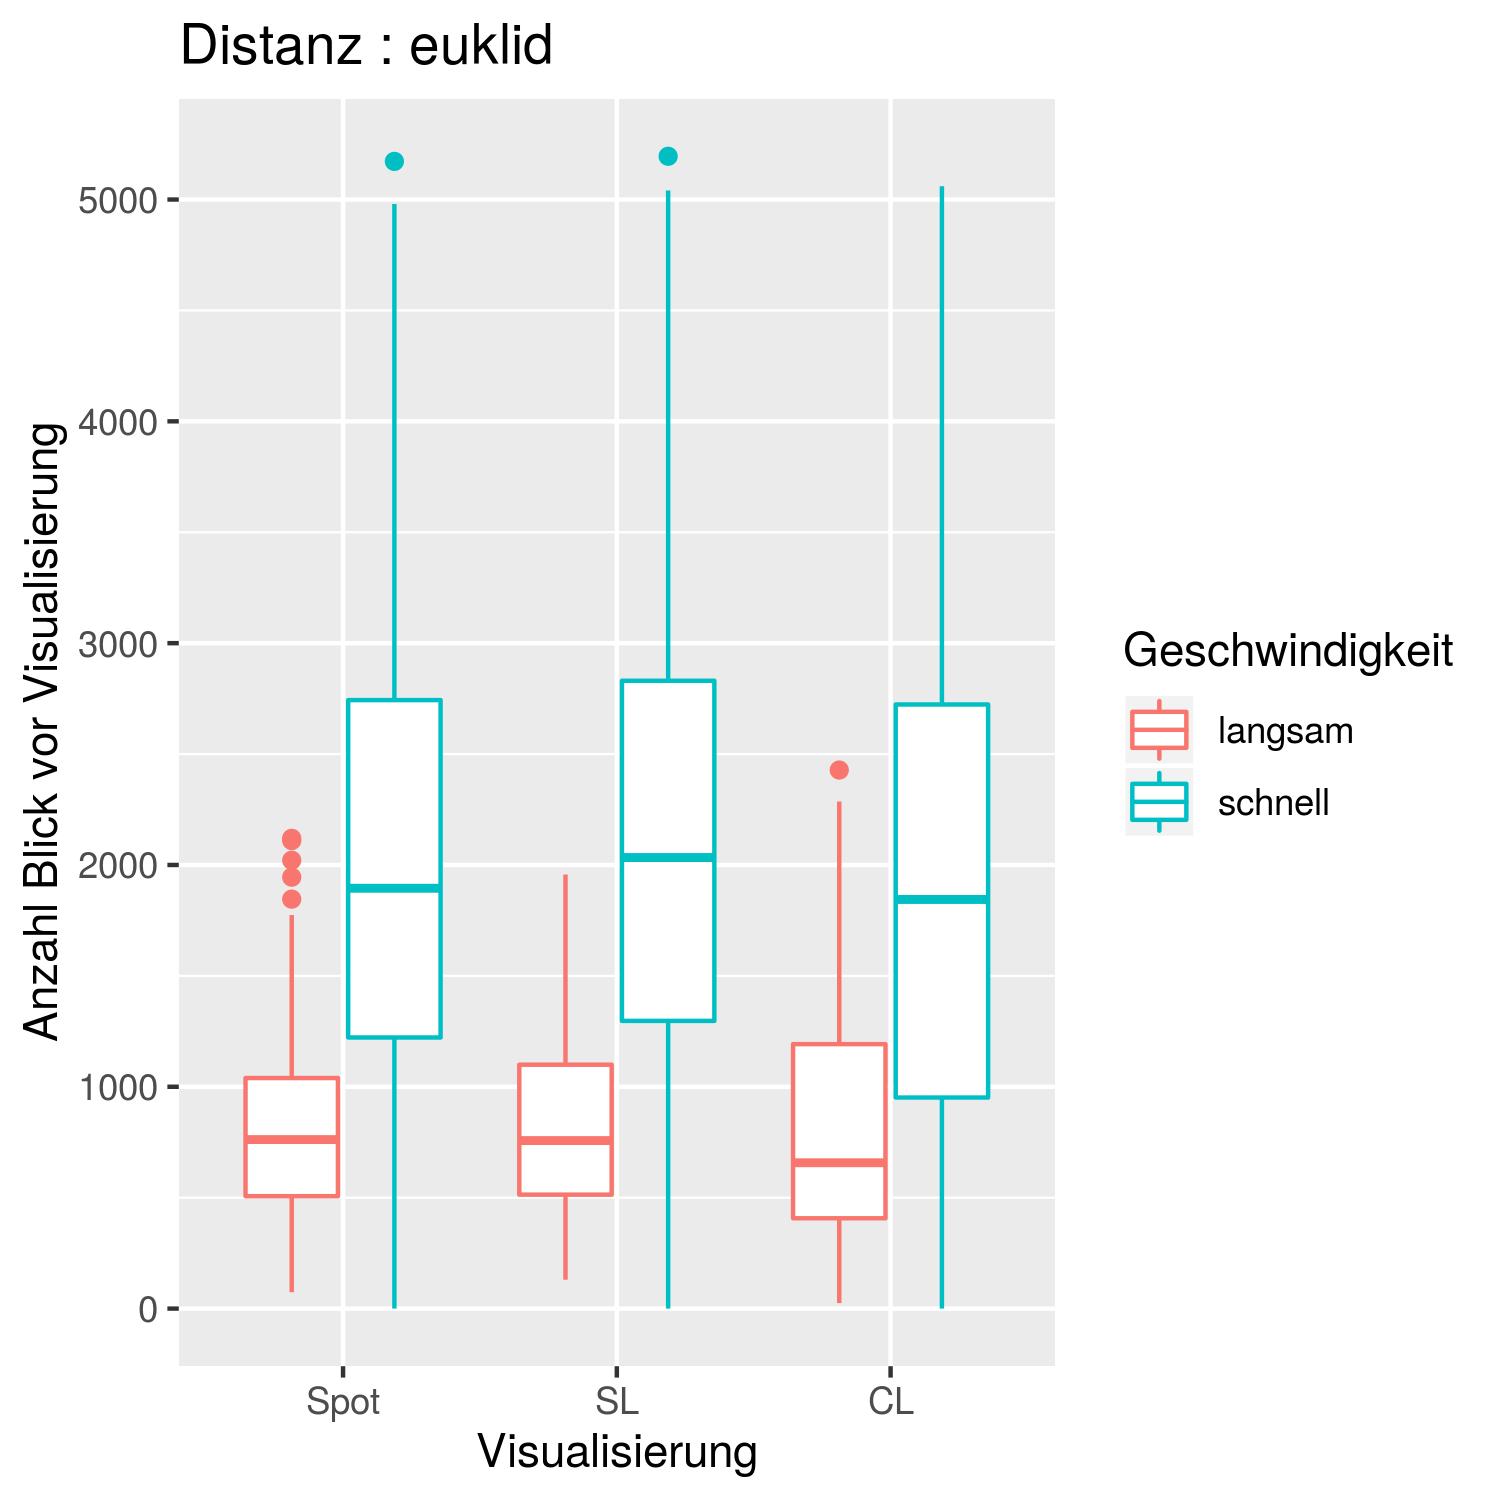 Distanz : euklid
Anzahl Blick vor Visualisierung
5000
4000
3000
2000
1000
0
Spot
SL
CL
Visualisierung
Geschwindigkeit
langsam
schnell